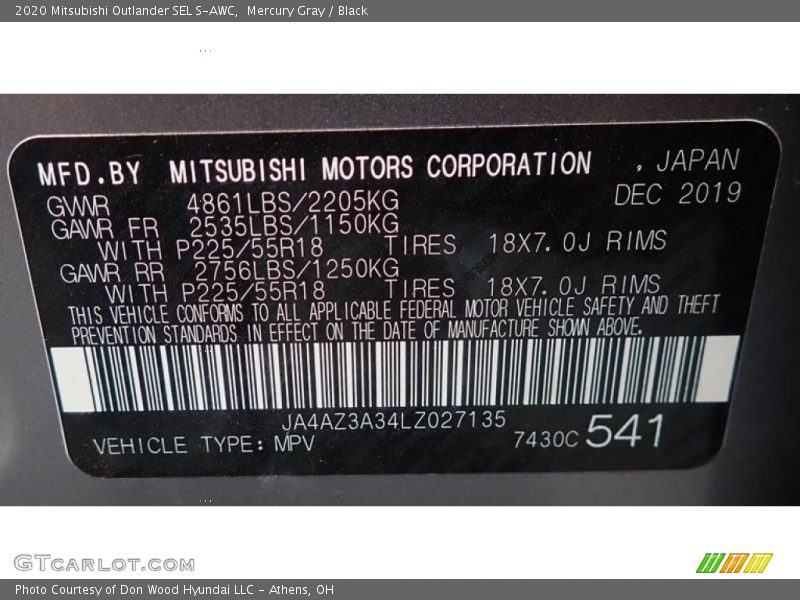 2020 Mitsubishi Outlander SEL S-AWC,  Mercury Gray / Black
MFD.BY MITSUBISHI MOTORS CORPORATION , JAPAN
DEC 2019
GVWR 4861LBS/2205KG
GAWR FR 2535LBS/1150KG
WITH P225/55R18 TIRES 18X7.0J RIMS
GAWR RR 2756LBS/1250KG
WITH P225/55R18 TIRES 18X7.0J RIMS
THIS VEHICLE CONFORMS TO ALL APPLICABLE FEDERAL MOTOR VEHICLE SAFETY AND THEFT
PREVENTION STANDARDS IN EFFECT ON THE DATE OF MANUFACTURE SHOWN ABOVE.
JA4AZ3A34LZ027135
VEHICLE TYPE: MPV 7430C 541
GTCARLOT.COM
Photo Courtesy of Don Wood Hyundai LLC - Athens, OH